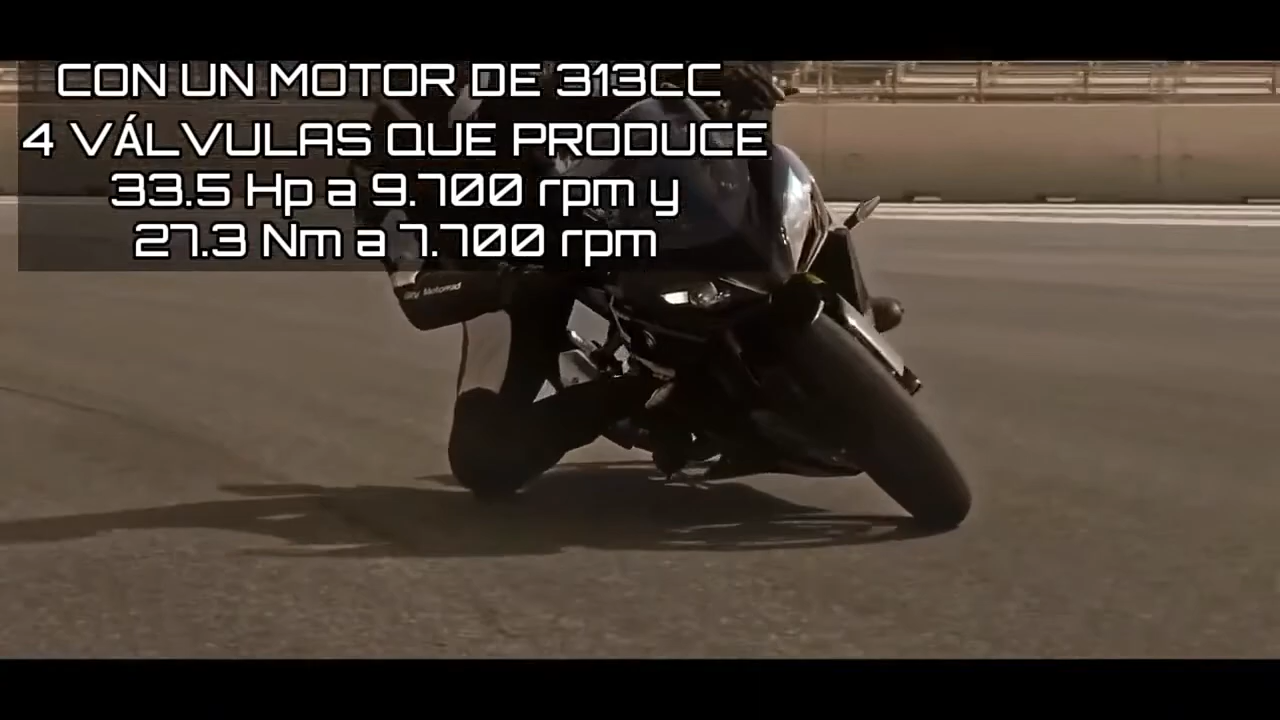 CON UN MOTOR DE 313CC
4 VÁLVULAS QUE PRODUCE
33.5 Hp a 9.700 rpm y
27.3 Nm a 7.700 rpm
Motorrad